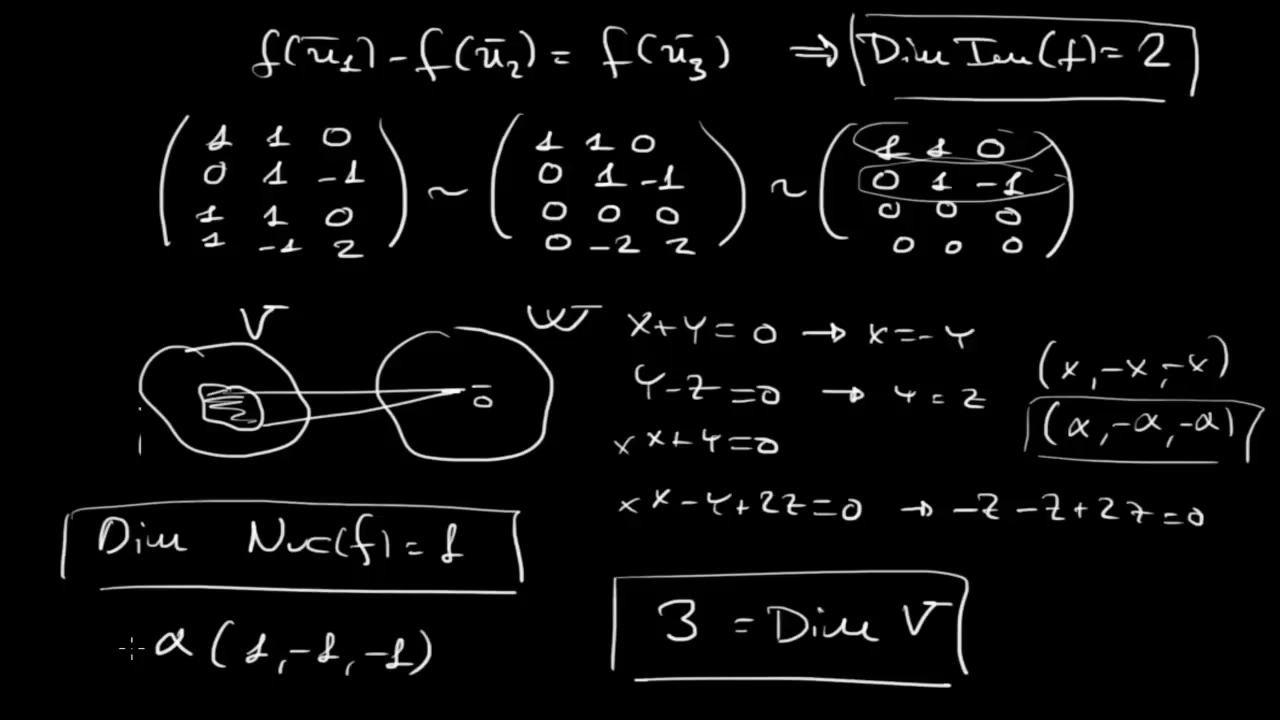 f(ū1) - f(ū2) = f(ū3) ⇒ Dim Im(f) = 2
1 1 0   1 1 0   1 1 0
0 1 -1 ~ 0 1 -1 ~ 0 1 -1
1 1 0   0 0 0   0 0 0
1 -1 2   0 -2 2   0 0 0
V W
x + y = 0 → x = -y
(x, -x, -x)
y - z = 0 → y = z
0̄
(α, -α, -α)
x x + y = 0
x x - y + 2z = 0 → -z - z + 2z = 0
Dim Nuc(f) = 1
3 = Dim V
α (1, -1, -1)